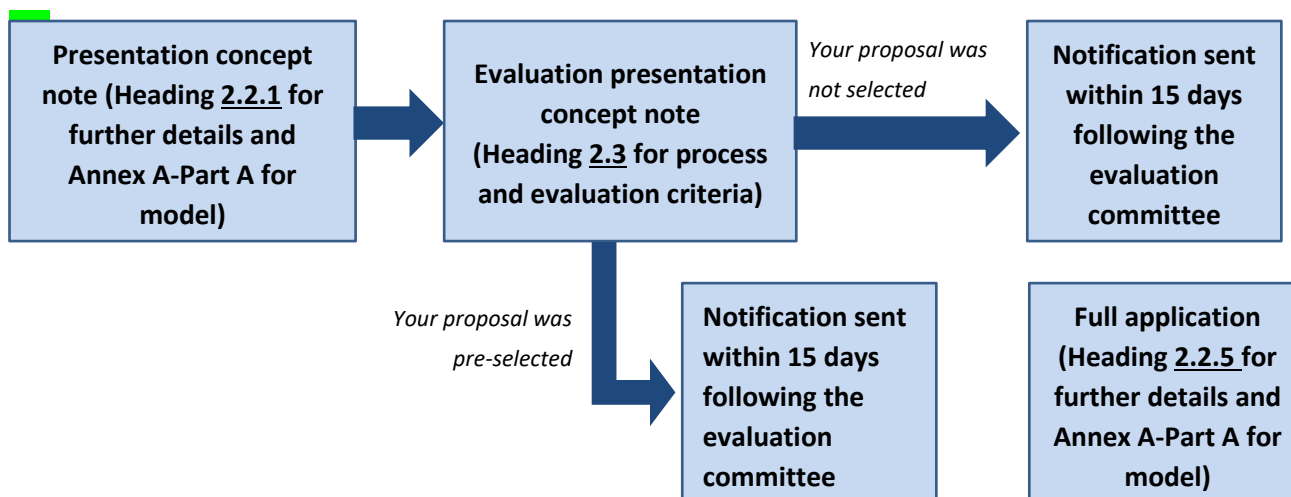 Presentation concept
note (Heading 2.2.1 for
further details and
Annex A-Part A for
model)
Evaluation presentation
concept note
(Heading 2.3 for process
and evaluation criteria)
Your proposal was
not selected
Notification sent
within 15 days
following the
evaluation
committee
Your proposal was
pre-selected
Notification sent
within 15 days
following the
evaluation
committee
Full application
(Heading 2.2.5 for
further details and
Annex A-Part A for
model)